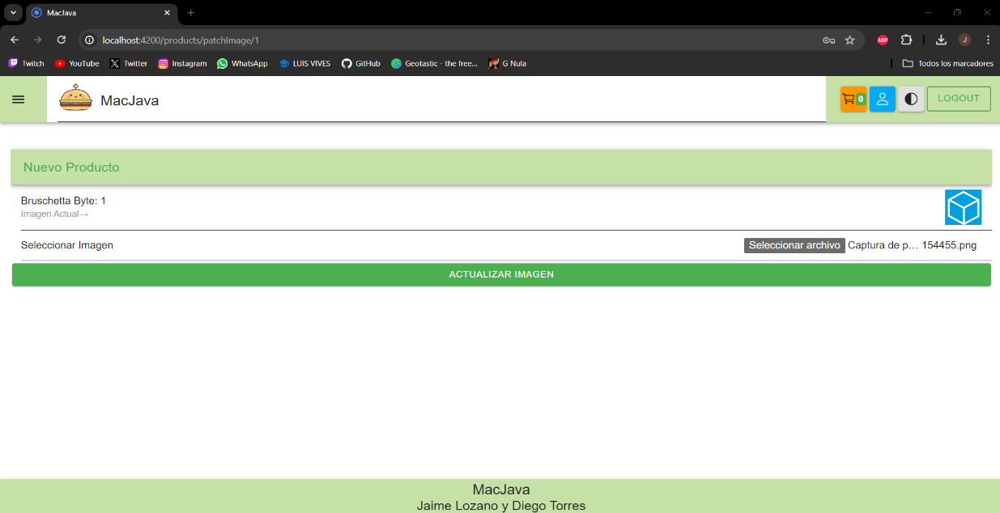 MacJava
localhost:4200/products/patchImage/1
ABP
J
Twitch YouTube Twitter Instagram WhatsApp LUIS VIVES GitHub Geotastic - the free... G Nula Todos los marcadores
MacJava 0 LOGOUT
Nuevo Producto
Bruschetta Byte: 1
Imagen Actual→
Seleccionar Imagen Seleccionar archivo Captura de p… 154455.png
ACTUALIZAR IMAGEN
MacJava
Jaime Lozano y Diego Torres